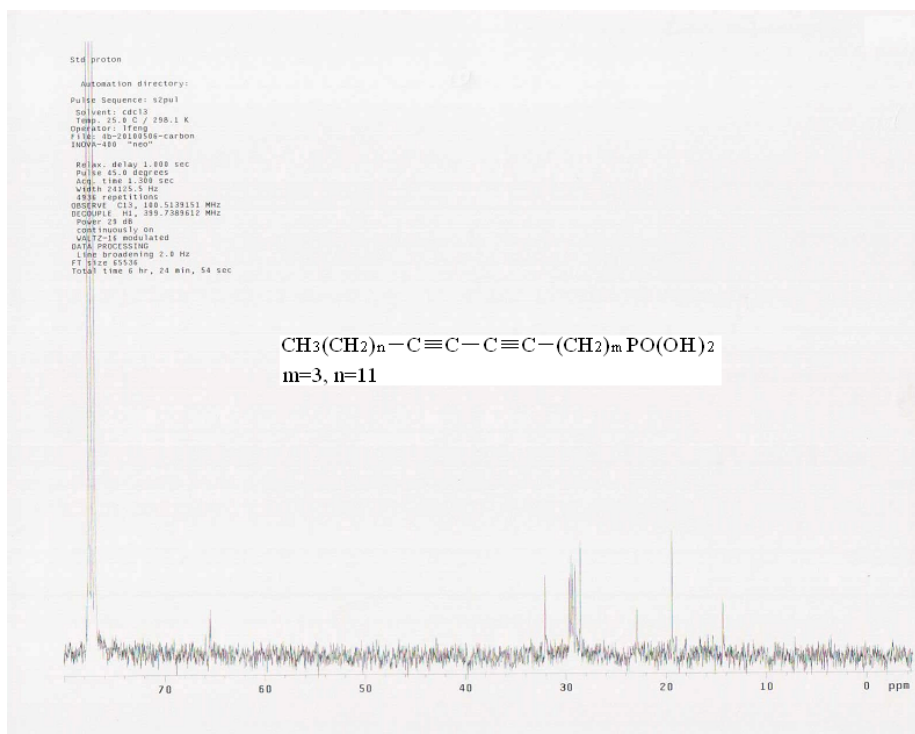 Std proton
Automation directory:
Pulse Sequence: s2pul
Solvent: cdcl3
Temp. 25.0 C / 298.1 K
Operator: lfeng
File: 4b-20100506-carbon
INOVA-400 "neo"
Relax. delay 1.000 sec
Pulse 45.0 degrees
Acq. time 1.300 sec
Width 24125.5 Hz
4936 repetitions
OBSERVE C13, 100.5139151 MHz
DECOUPLE H1, 399.7389612 MHz
Power 29 dB
continuously on
WALTZ-16 modulated
DATA PROCESSING
Line broadening 2.0 Hz
FT size 65536
Total time 6 hr, 24 min, 54 sec
CH3(CH2)n－C≡C－C≡C－(CH2)m PO(OH)2
m=3, n=11
70 60 50 40 30 20 10 0 ppm